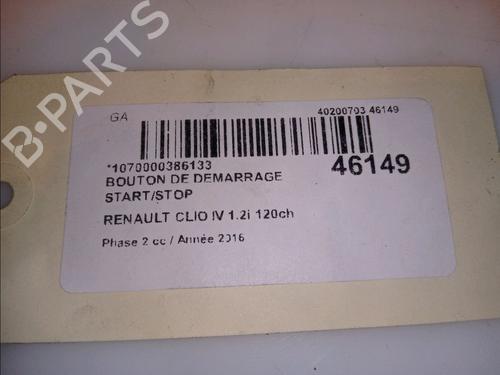 B-PARTS
GA
40200703 46149
*1070000386133
46149
BOUTON DE DEMARRAGE
START/STOP
RENAULT CLIO IV 1.2i 120ch
Phase 2 cc / Année 2016